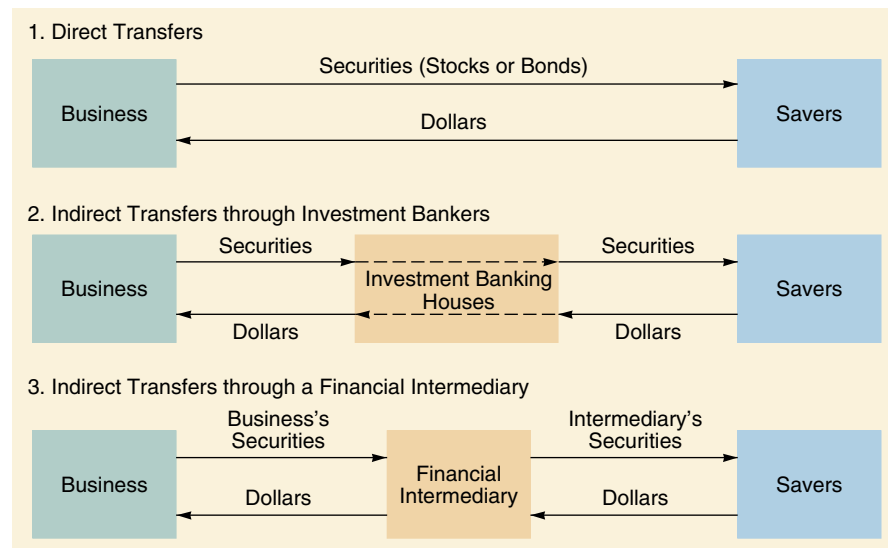 1. Direct Transfers
Securities (Stocks or Bonds)
Business
Savers
Dollars
2. Indirect Transfers through Investment Bankers
Securities
Securities
Business
Investment Banking
Houses
Savers
Dollars
Dollars
3. Indirect Transfers through a Financial Intermediary
Business's
Securities
Intermediary's
Securities
Business
Financial
Intermediary
Savers
Dollars
Dollars